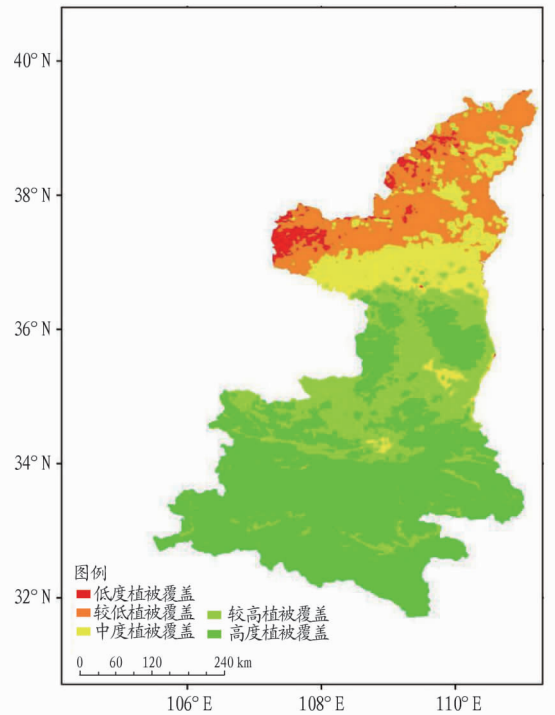 40° N
38° N
36° N
34° N
32° N
图例
低度植被覆盖
较低植被覆盖 较高植被覆盖
中度植被覆盖 高度植被覆盖
0 60 120 240 km
106° E 108° E 110° E